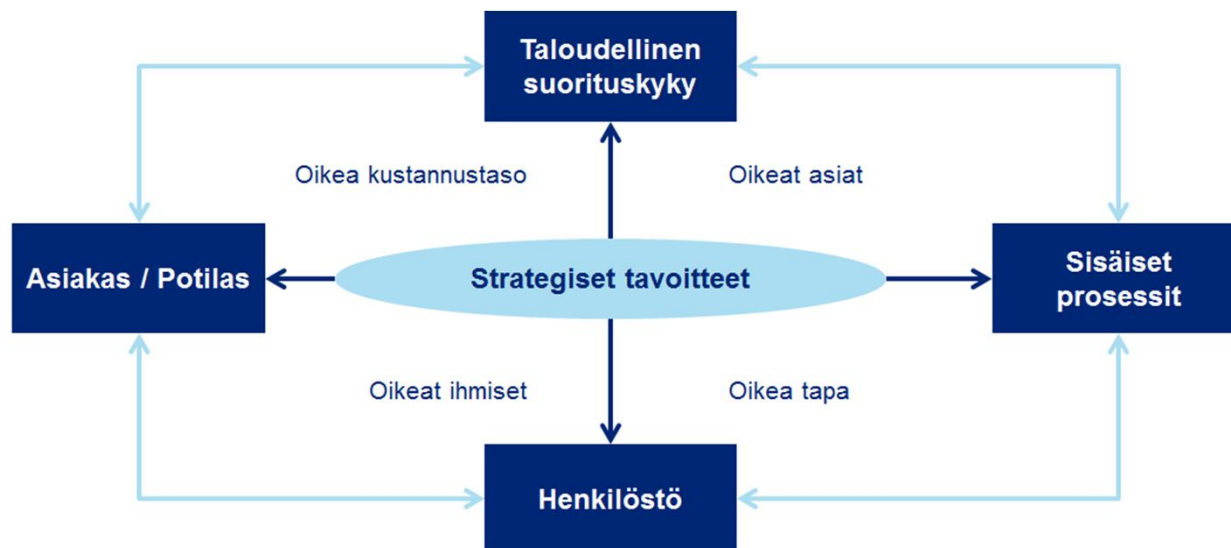 Taloudellinen
suorituskyky
Oikea kustannustaso
Oikeat asiat
Asiakas / Potilas
Strategiset tavoitteet
Sisäiset
prosessit
Oikeat ihmiset
Oikea tapa
Henkilöstö